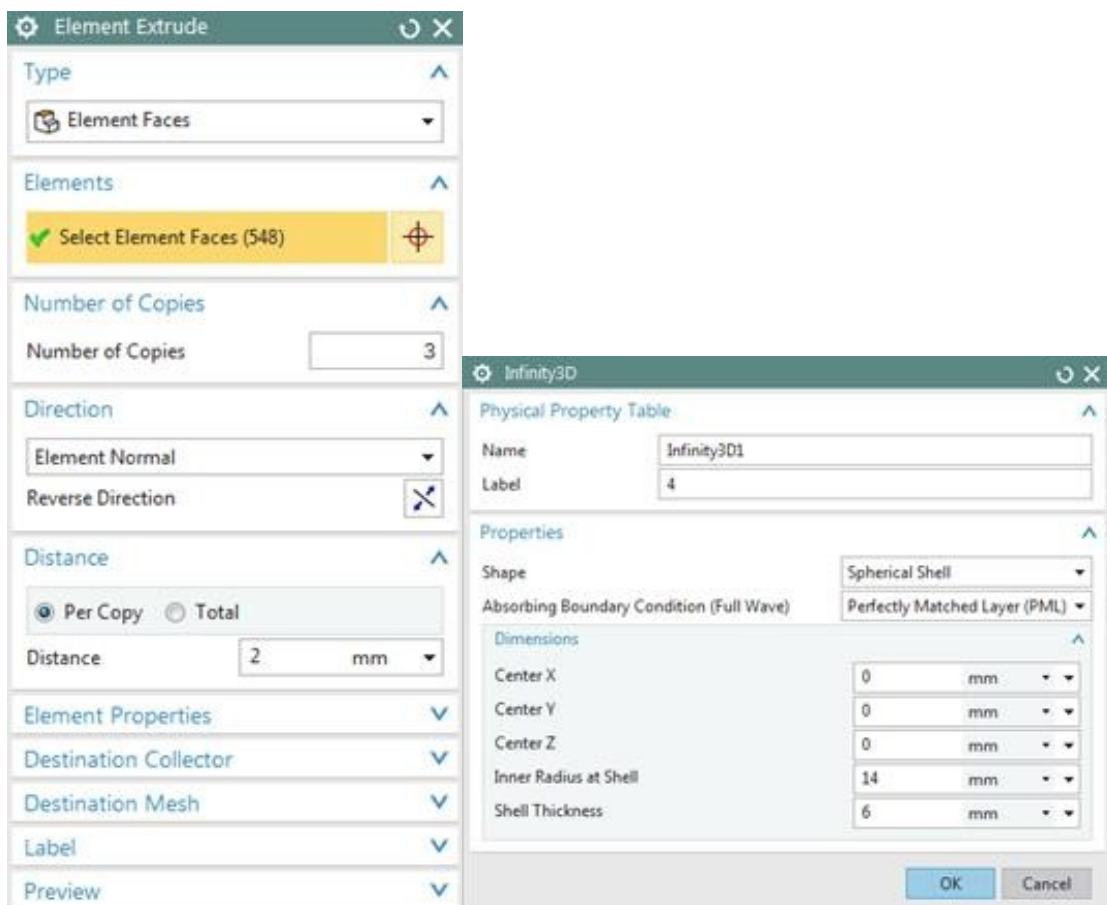 Element Extrude
Type
Element Faces
Elements
Select Element Faces (548)
Number of Copies
Number of Copies 3
Direction
Element Normal
Reverse Direction
Distance
Per Copy Total
Distance 2 mm
Element Properties
Destination Collector
Destination Mesh
Label
Preview
Infinity3D
Physical Property Table
Name Infinity3D1
Label 4
Properties
Shape Spherical Shell
Absorbing Boundary Condition (Full Wave) Perfectly Matched Layer (PML)
Dimensions
Center X 0 mm
Center Y 0 mm
Center Z 0 mm
Inner Radius at Shell 14 mm
Shell Thickness 6 mm
OK Cancel